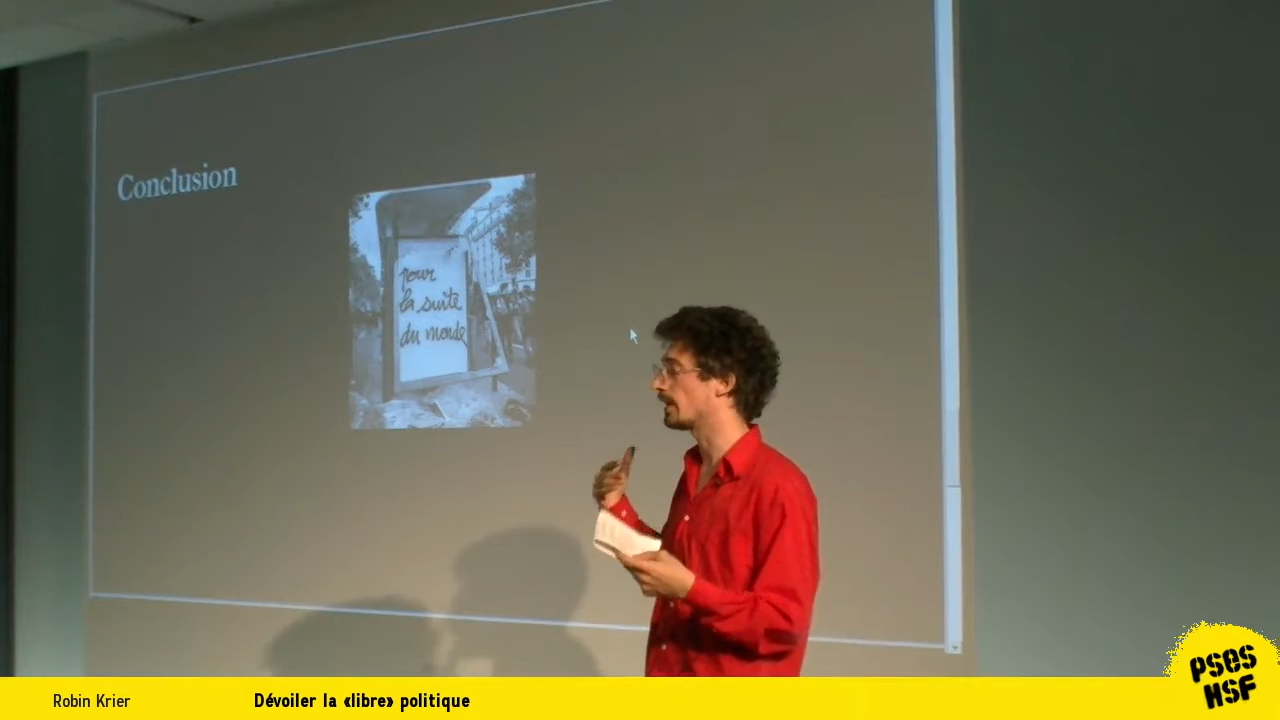 Conclusion
pour
la suite
du monde
Robin Krier
Dévoiler la «libre» politique
PSES
HSF